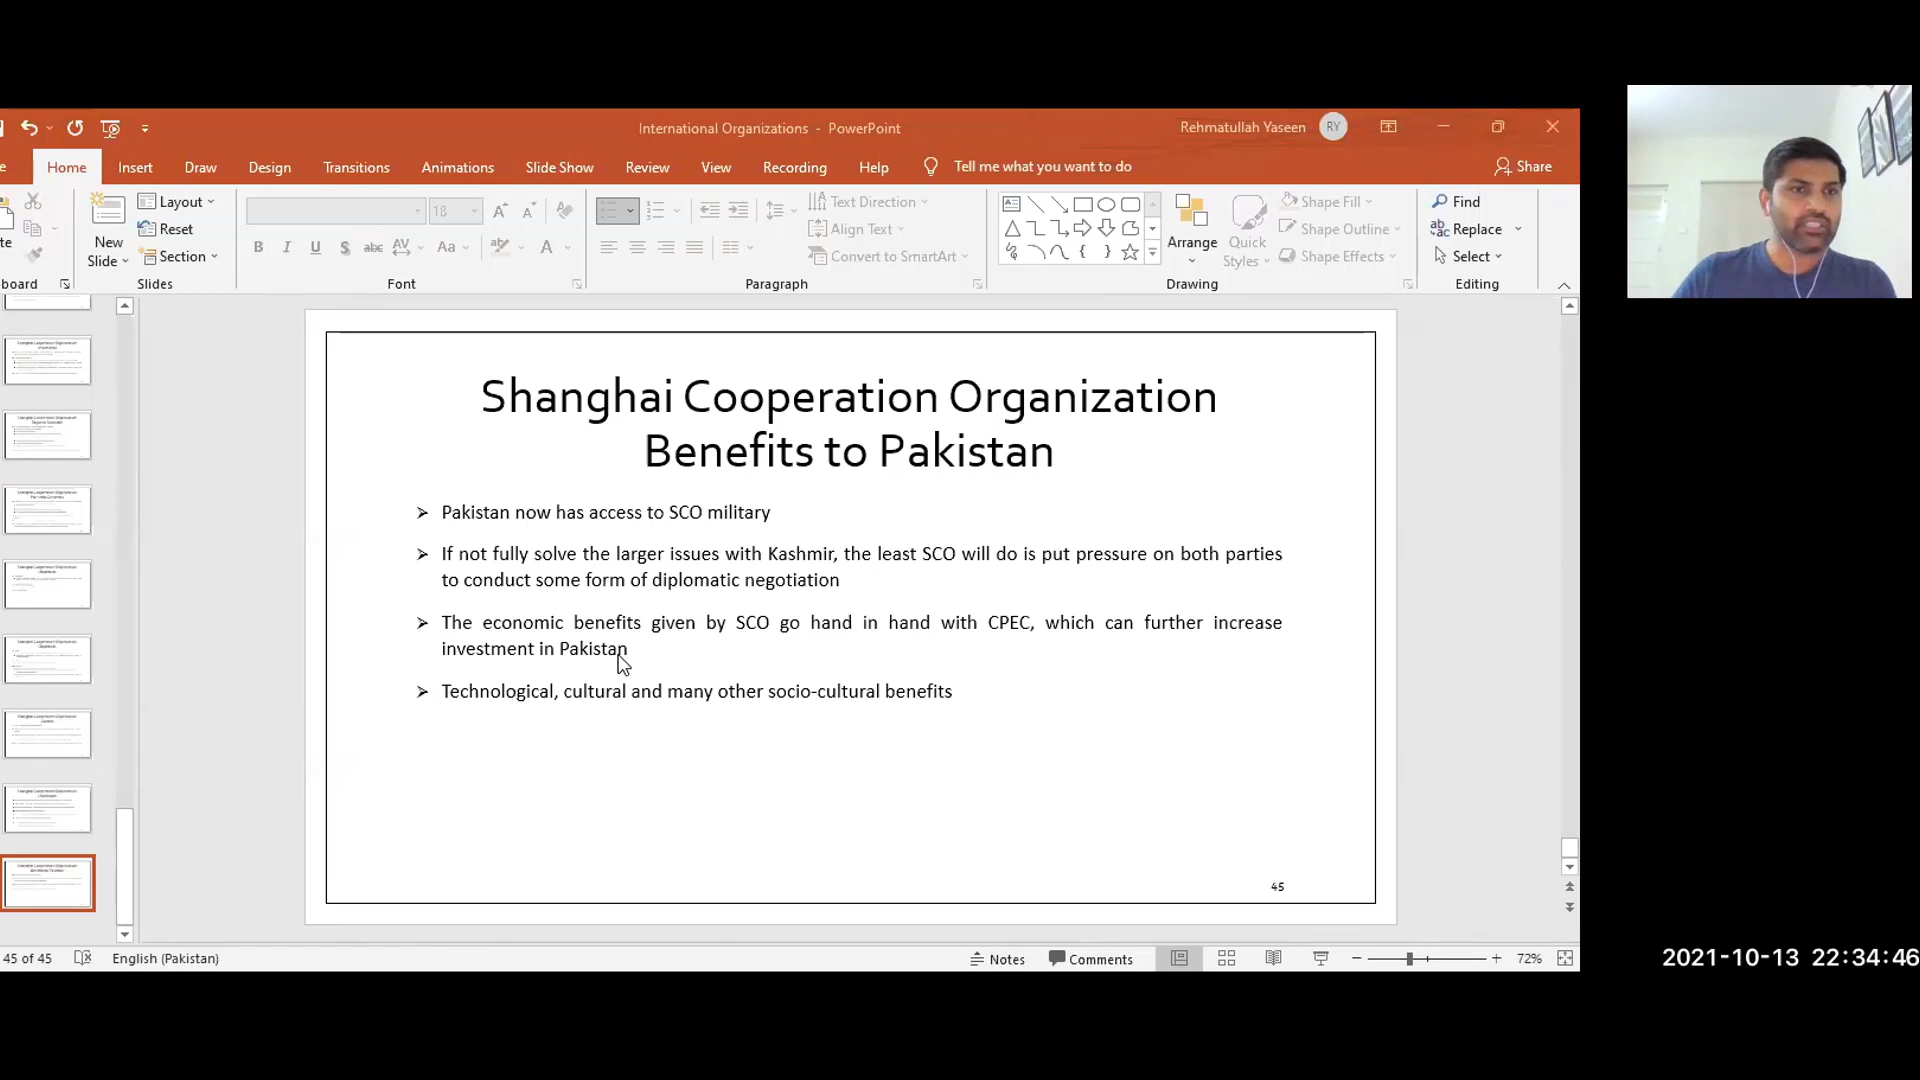 International Organizations - PowerPoint
Rehmatullah Yaseen RY
Home Insert Draw Design Transitions Animations Slide Show Review View Recording Help Tell me what you want to do Share
Layout
Reset
Section
New
Slide
Slides
18
B I U S abc AV Aa A
Font
Text Direction
Align Text
Convert to SmartArt
Paragraph
Arrange
Quick
Styles
Shape Fill
Shape Outline
Shape Effects
Drawing
Find
Replace
Select
Editing
Shanghai Cooperation Organization
Benefits to Pakistan
➢ Pakistan now has access to SCO military
➢ If not fully solve the larger issues with Kashmir, the least SCO will do is put pressure on both parties
to conduct some form of diplomatic negotiation
➢ The economic benefits given by SCO go hand in hand with CPEC, which can further increase
investment in Pakistan
➢ Technological, cultural and many other socio-cultural benefits
45
45 of 45 English (Pakistan) Notes Comments 72%
2021-10-13 22:34:46